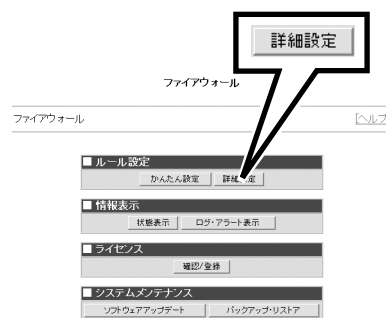 詳細設定
ファイアウォール
ファイアウォール [ヘルプ
■ ルール設定
かんたん設定 詳細設定
■ 情報表示
状態表示 ログ・アラート表示
■ ライセンス
確認/登録
■ システムメンテナンス
ソフトウェアアップデート バックアップ・リストア